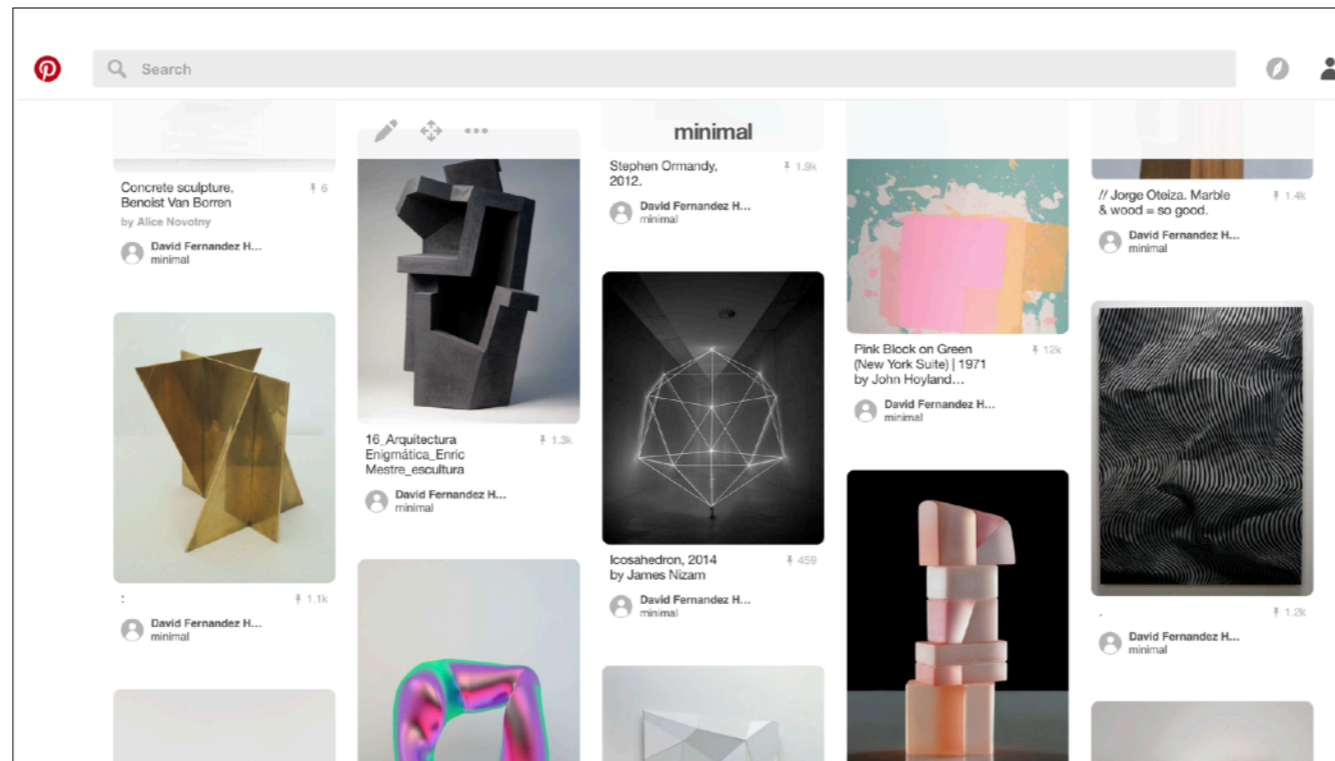 Search
minimal
Concrete sculpture,
Benoist Van Borren
6
by Alice Novotny
David Fernandez H...
minimal
:
1.1k
David Fernandez H...
minimal
16_Arquitectura
Enigmática_Enric
Mestre_escultura
1.3k
David Fernandez H...
minimal
Stephen Ormandy,
2012.
1.9k
David Fernandez H...
minimal
Icosahedron, 2014
by James Nizam
459
David Fernandez H...
minimal
Pink Block on Green
(New York Suite) | 1971
by John Hoyland...
12k
David Fernandez H...
minimal
// Jorge Oteiza. Marble
& wood = so good.
1.4k
David Fernandez H...
minimal
.
1.2k
David Fernandez H...
minimal